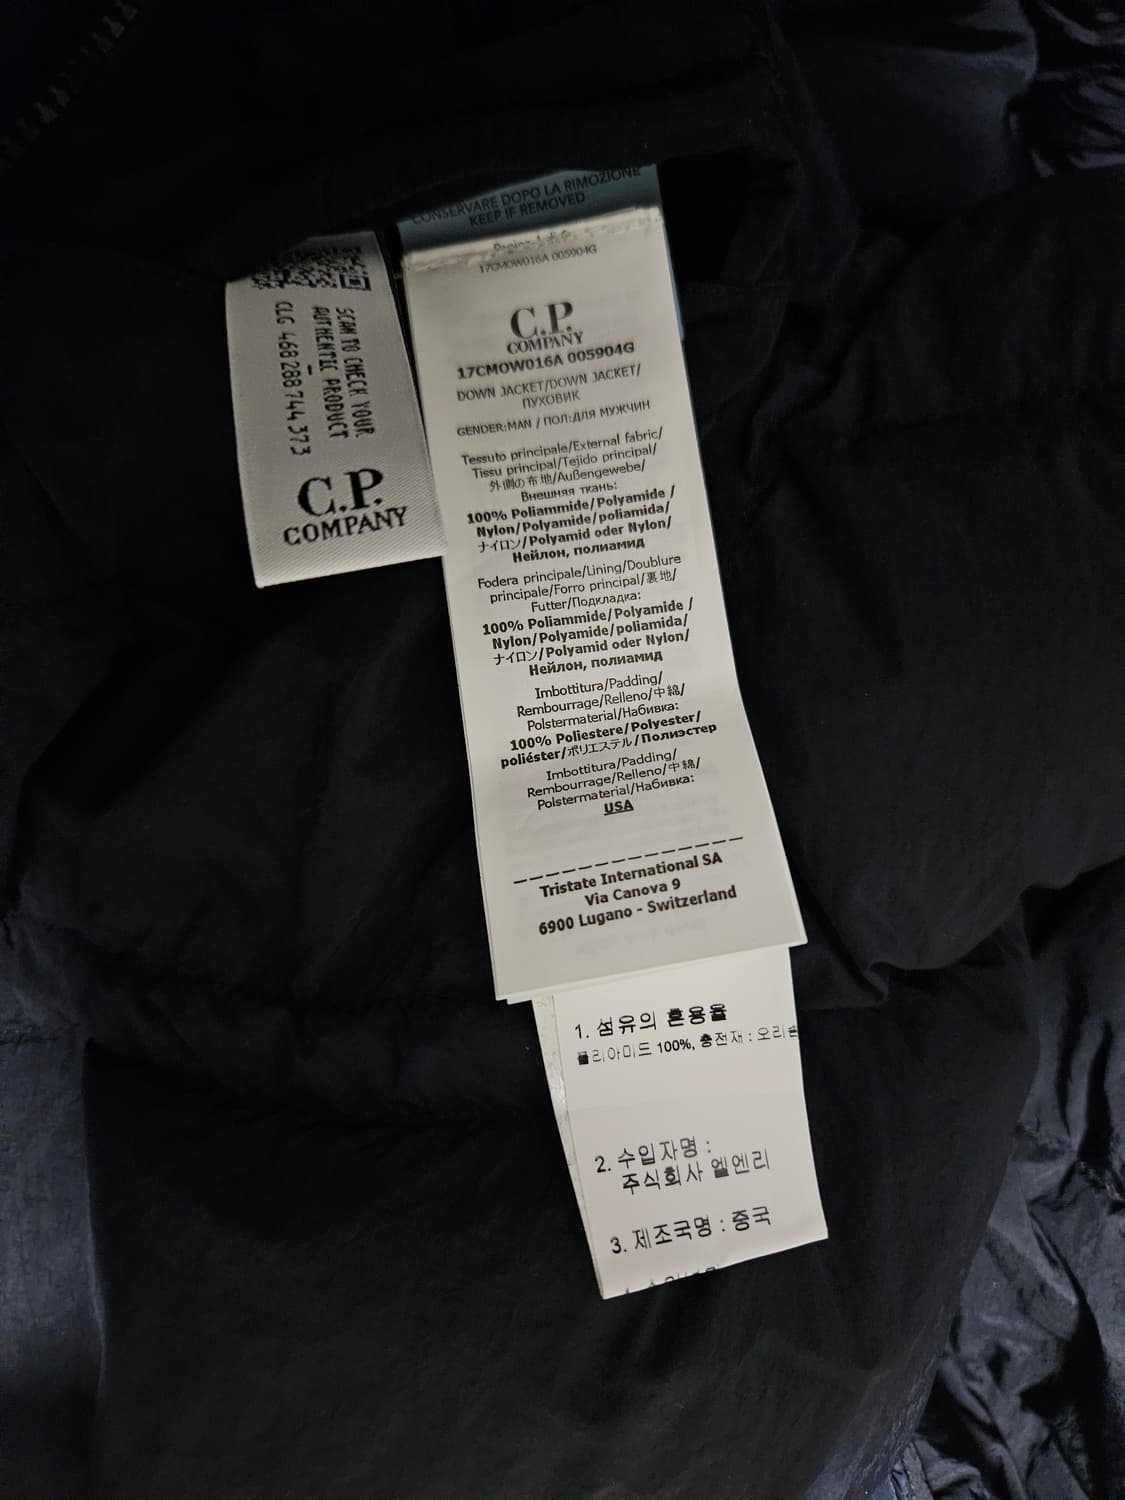 CONSERVARE DOPO LA RIMOZIONE
KEEP IF REMOVED
17CMOW016A 005904G
C.P.
COMPANY
17CMOW016A 005904G
DOWN JACKET/DOWN JACKET/
ПУХОВИК
GENDER:MAN / ПОЛ:ДЛЯ МУЖЧИН
Tessuto principale/External fabric/
Tissu principal/Tejido principal/
外側の布地/Außengewebe/
Внешняя ткань:
100% Poliammide/Polyamide /
Nylon/Polyamide/poliamida/
ナイロン/Polyamid oder Nylon/
Нейлон, полиамид
Fodera principale/Lining/Doublure
principale/Forro principal/裏地/
Futter/Подкладка:
100% Poliammide/Polyamide /
Nylon/Polyamide/poliamida/
ナイロン/Polyamid oder Nylon/
Нейлон, полиамид
Imbottitura/Padding/
Rembourrage/Relleno/中綿/
Polstermaterial/Набивка:
100% Poliestere/Polyester/
poliéster/ポリエステル/Полиэстер
Imbottitura/Padding/
Rembourrage/Relleno/中綿/
Polstermaterial/Набивка:
USA
Tristate International SA
Via Canova 9
6900 Lugano - Switzerland
SCAN TO CHECK YOUR
AUTHENTIC PRODUCT
CLG 468 288 744 373
C.P.
COMPANY
1. 섬유의 혼용율
폴리아미드 100%, 충전재 : 오리솜
2. 수입자명 :
주식회사 엘엔리
3. 제조국명 : 중국